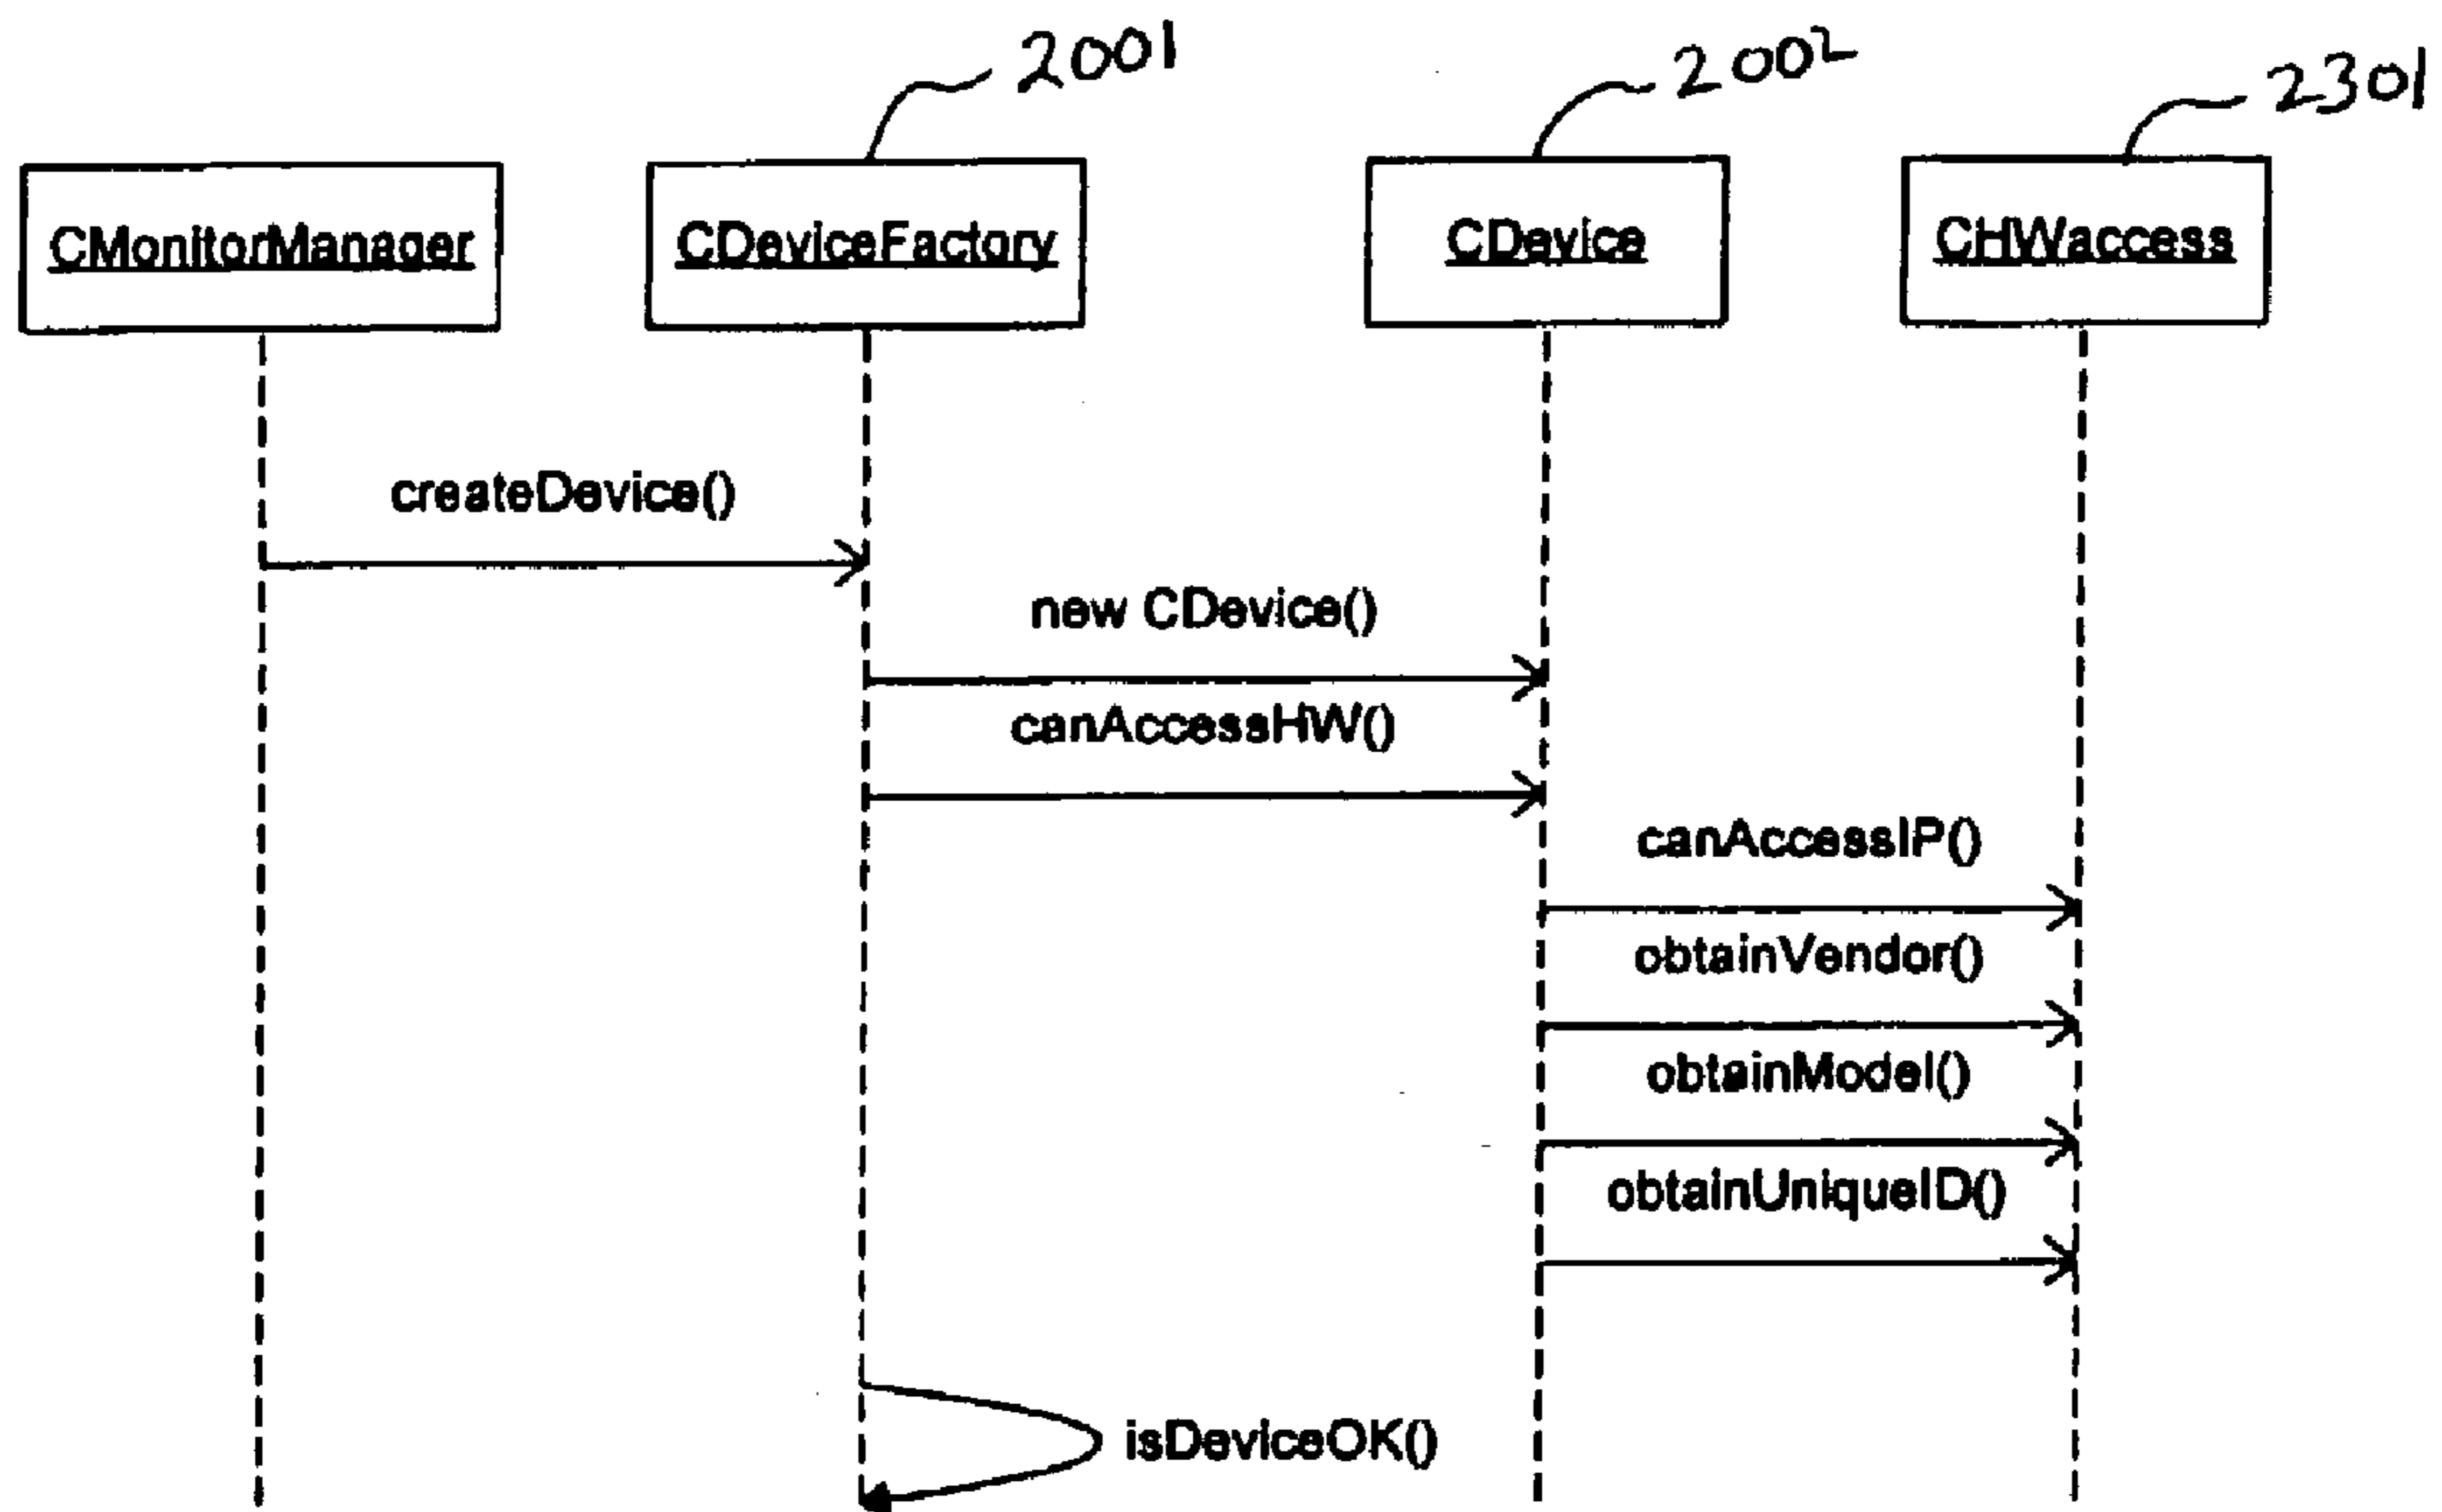 2001
2002
2301
CMonitorManager
CDeviceFactory
CDevice
CHWaccess
createDevice()
new CDevice()
canAccessHW()
canAccessIP()
obtainVendor()
obtainModel()
obtainUniqueID()
isDeviceOK()